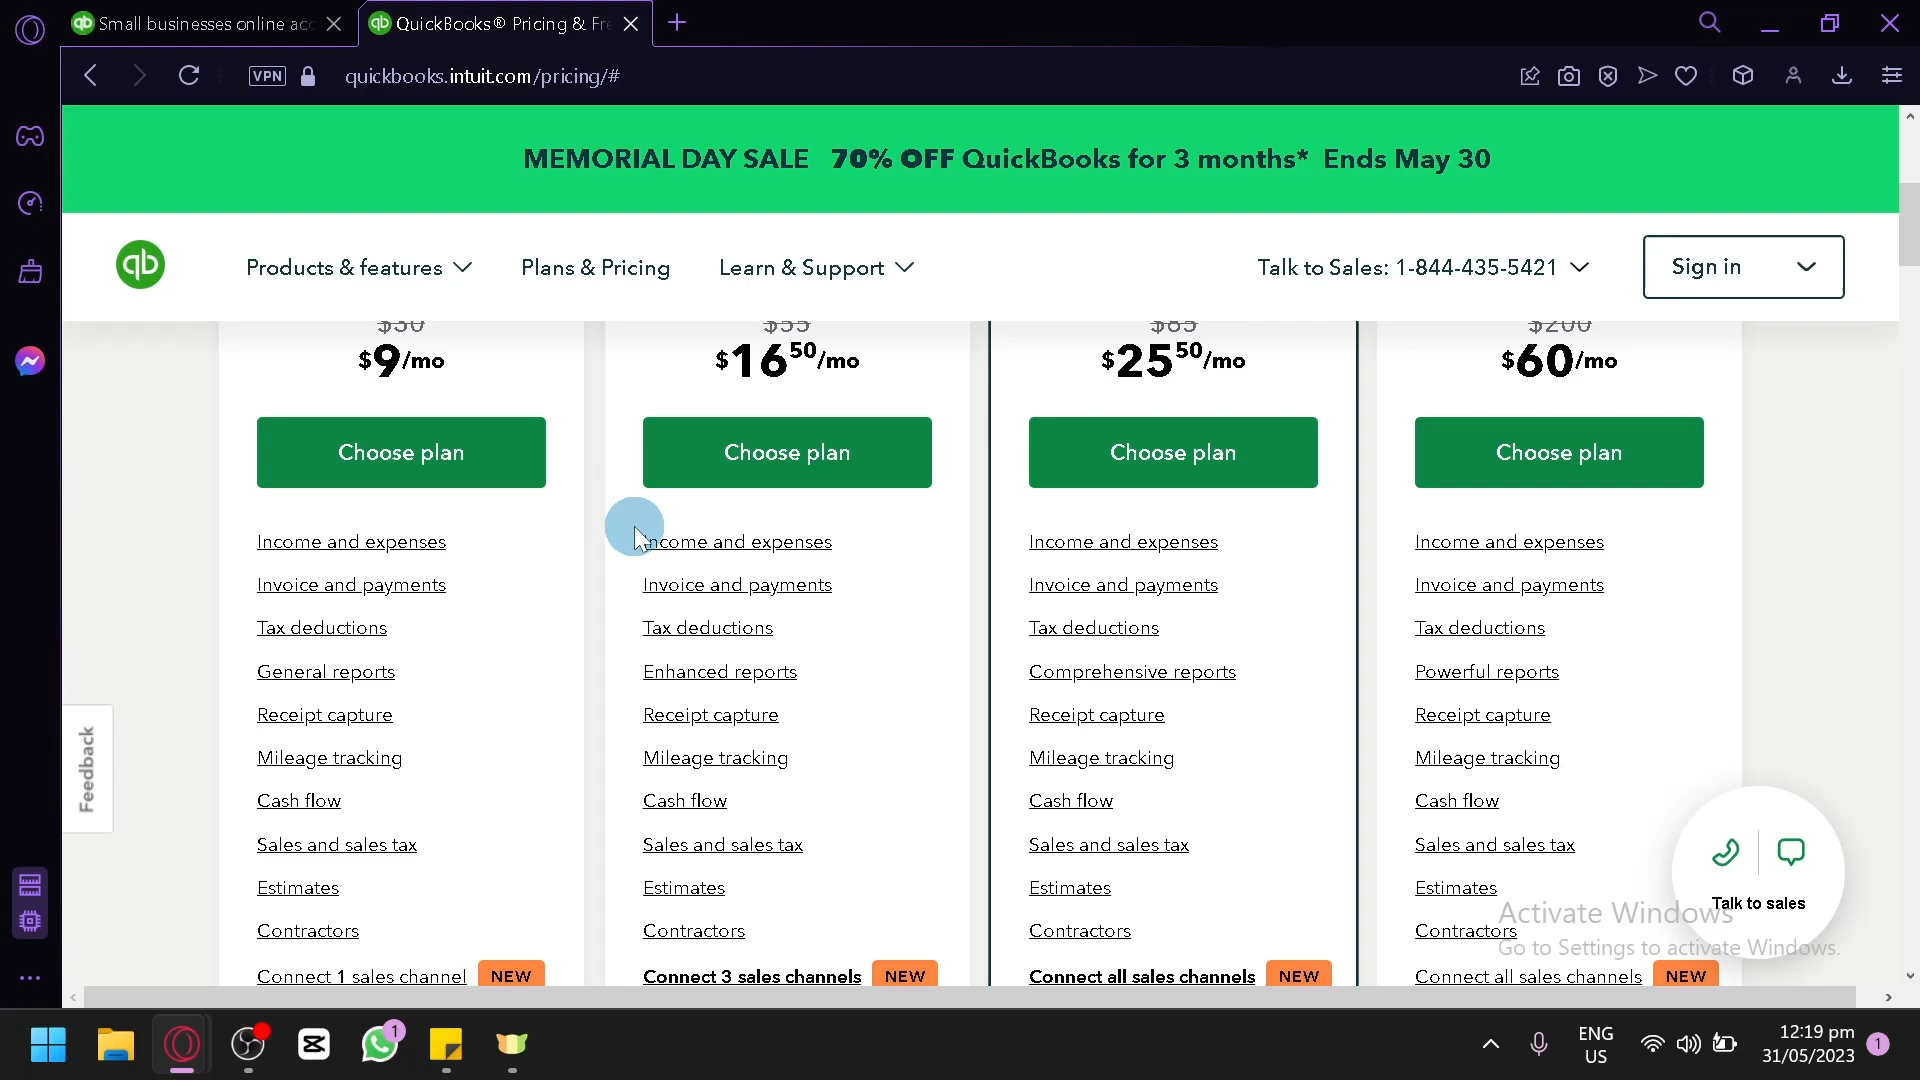 Small businesses online acc
QuickBooks® Pricing & Fre
VPN
quickbooks.intuit.com/pricing/#
MEMORIAL DAY SALE 70% OFF QuickBooks for 3 months* Ends May 30
qb
Products & features
Plans & Pricing
Learn & Support
Talk to Sales: 1-844-435-5421
Sign in
$30
$55
$85
$200
$9/mo
$16 50/mo
$25 50/mo
$60/mo
Choose plan
Choose plan
Choose plan
Choose plan
Income and expenses
Income and expenses
Income and expenses
Income and expenses
Invoice and payments
Invoice and payments
Invoice and payments
Invoice and payments
Tax deductions
Tax deductions
Tax deductions
Tax deductions
General reports
Enhanced reports
Comprehensive reports
Powerful reports
Receipt capture
Receipt capture
Receipt capture
Receipt capture
Mileage tracking
Mileage tracking
Mileage tracking
Mileage tracking
Cash flow
Cash flow
Cash flow
Cash flow
Sales and sales tax
Sales and sales tax
Sales and sales tax
Sales and sales tax
Estimates
Estimates
Estimates
Estimates
Contractors
Contractors
Contractors
Contractors
Connect 1 sales channel NEW
Connect 3 sales channels NEW
Connect all sales channels NEW
Connect all sales channels NEW
Feedback
Talk to sales
Activate Windows
Go to Settings to activate Windows.
1
ENG
US
12:19 pm
31/05/2023
1